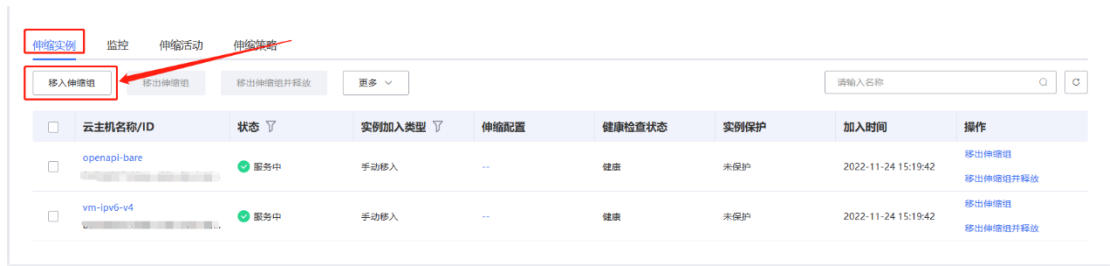 伸缩实例 监控 伸缩活动 伸缩策略
移入伸缩组 移出伸缩组 移出伸缩组并释放 更多 请输入名称
云主机名称/ID 状态 实例加入类型 伸缩配置 健康检查状态 实例保护 加入时间 操作
openapi-bare 服务中 手动移入 -- 健康 未保护 2022-11-24 15:19:42 移出伸缩组
移出伸缩组并释放
vm-ipv6-v4 服务中 手动移入 -- 健康 未保护 2022-11-24 15:19:42 移出伸缩组
移出伸缩组并释放